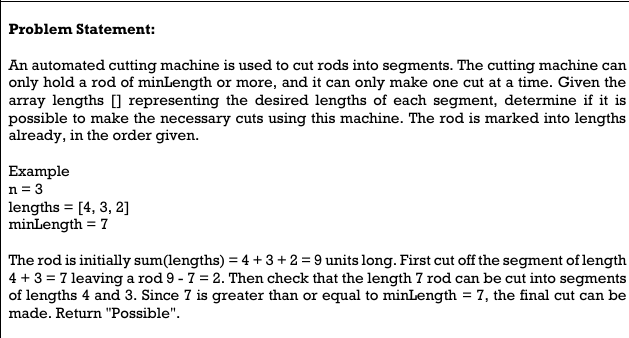 Problem Statement:
An automated cutting machine is used to cut rods into segments. The cutting machine can
only hold a rod of minLength or more, and it can only make one cut at a time. Given the
array lengths [] representing the desired lengths of each segment, determine if it is
possible to make the necessary cuts using this machine. The rod is marked into lengths
already, in the order given.
Example
n = 3
lengths = [4, 3, 2]
minLength = 7
The rod is initially sum(lengths) = 4 + 3 + 2 = 9 units long. First cut off the segment of length
4 + 3 = 7 leaving a rod 9 - 7 = 2. Then check that the length 7 rod can be cut into segments
of lengths 4 and 3. Since 7 is greater than or equal to minLength = 7, the final cut can be
made. Return "Possible".